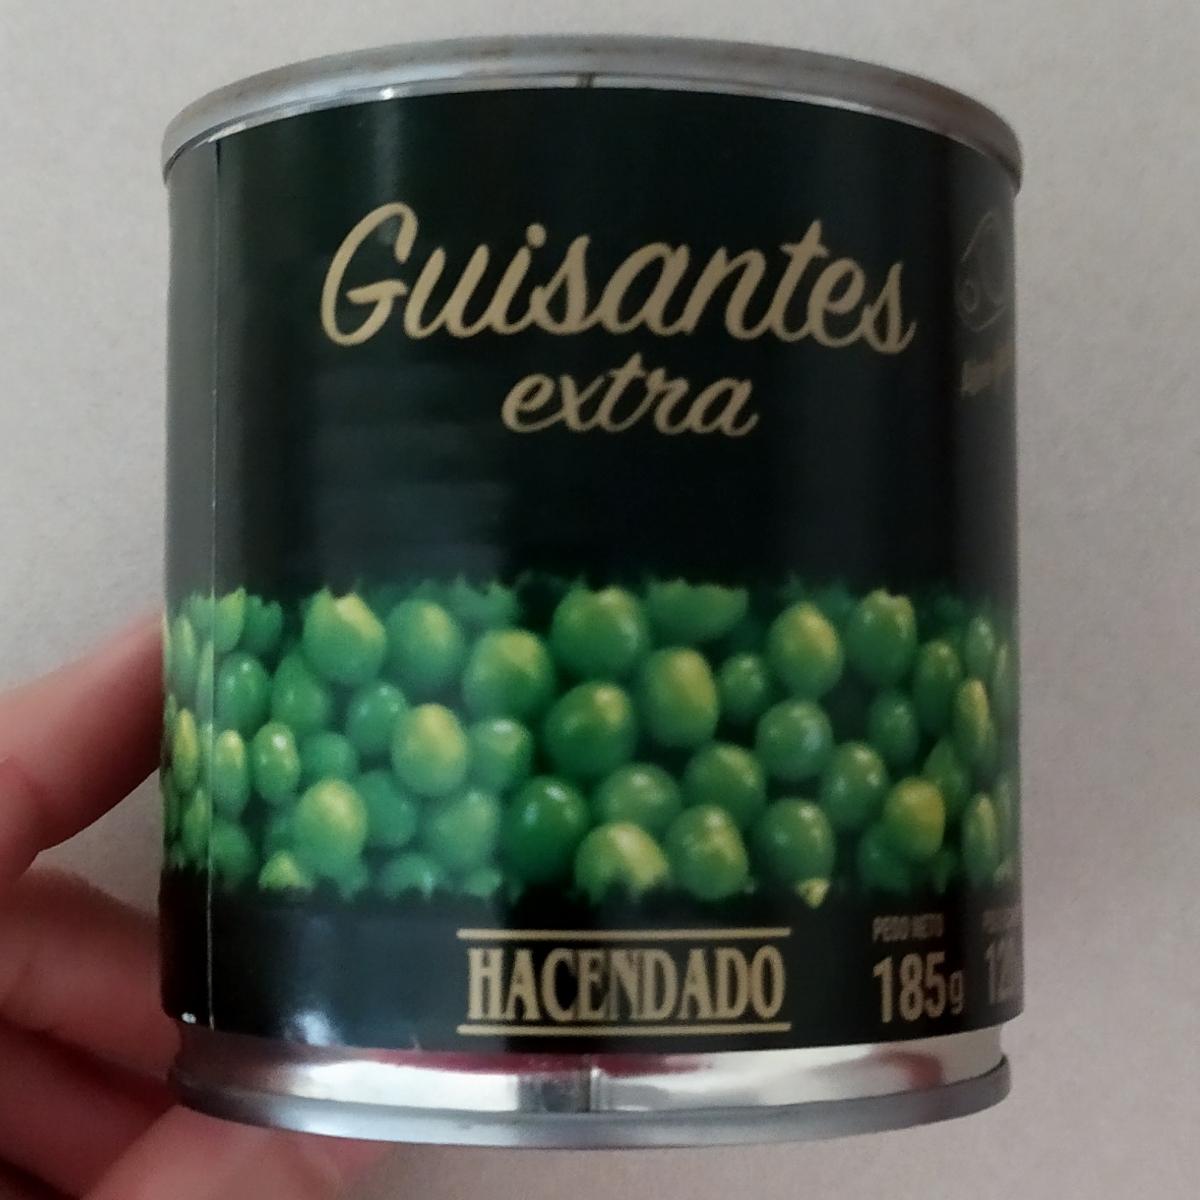 Guisantes
extra
HACENDADO
PESO NETO
185g